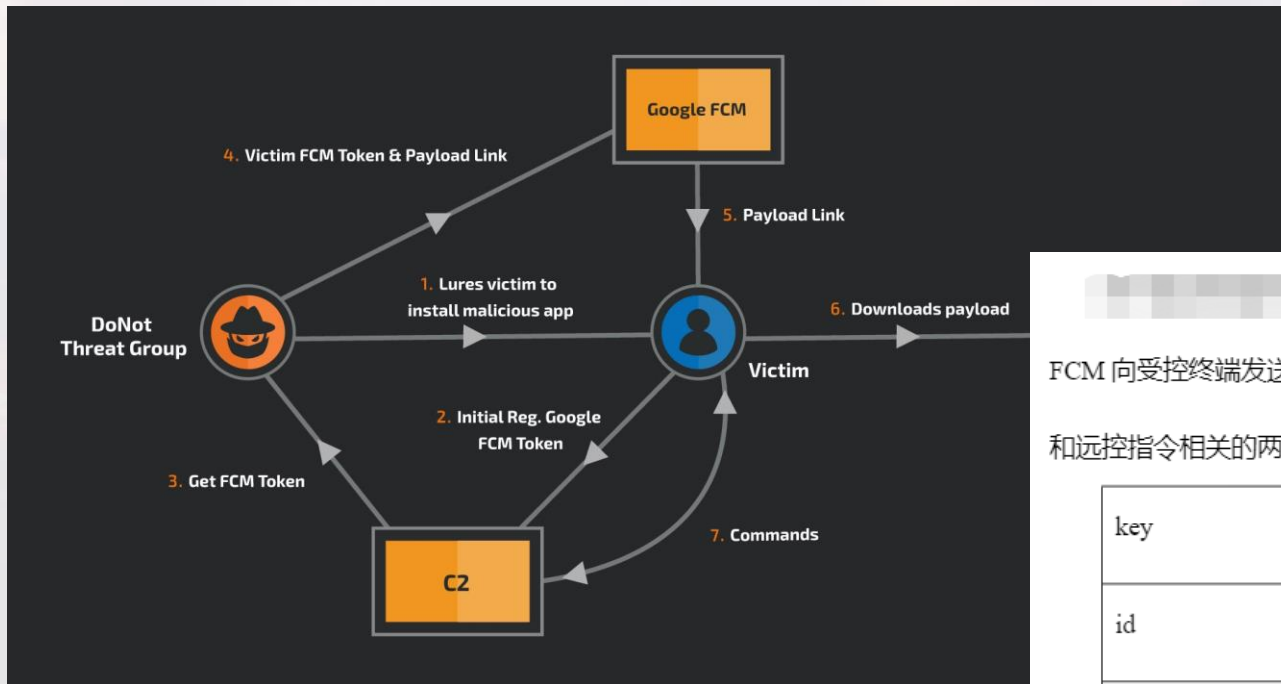 Google FCM
4. Victim FCM Token & Payload Link
5. Payload Link
1. Lures victim to
install malicious app
6. Downloads payload
DoNot
Threat Group
Victim
2. Initial Reg. Google
FCM Token
3. Get FCM Token
7. Commands
C2
FCM 向受控终端发送
和远控指令相关的两
key
id